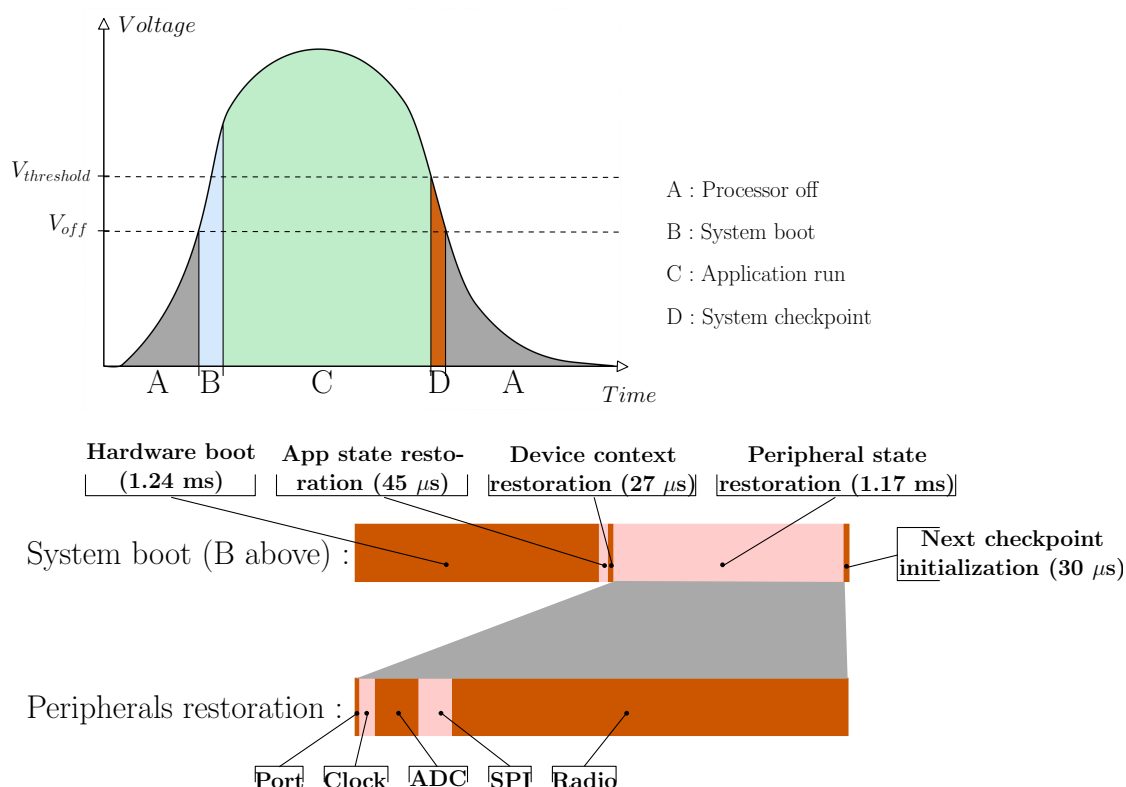 Voltage
V_threshold
V_off
A : Processor off
B : System boot
C : Application run
D : System checkpoint
A B C D A
Time
Hardware boot
(1.24 ms)
App state resto-
ration (45 μs)
Device context
restoration (27 μs)
Peripheral state
restoration (1.17 ms)
System boot (B above) :
Next checkpoint
initialization (30 μs)
Peripherals restoration :
Port Clock ADC SPI Radio